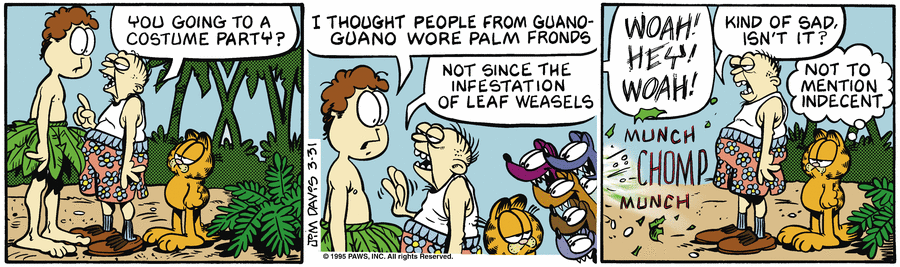 YOU GOING TO A
COSTUME PARTY?
I THOUGHT PEOPLE FROM GUANO-
GUANO WORE PALM FRONDS
NOT SINCE THE
INFESTATION
OF LEAF WEASELS
JIM DAVIS 3-31
© 1995 PAWS, INC. All rights Reserved.
WOAH!
HEY!
WOAH!
KIND OF SAD,
ISN'T IT?
NOT TO
MENTION
INDECENT
MUNCH
CHOMP
MUNCH